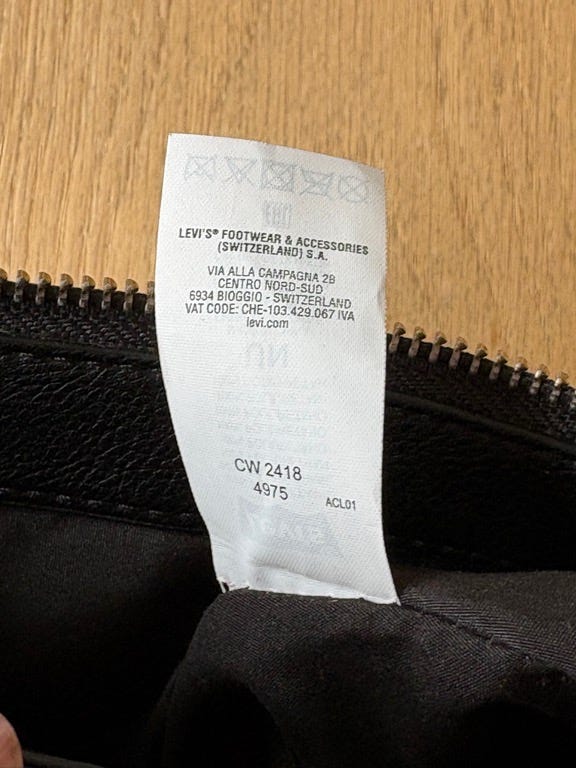 LEVI'S® FOOTWEAR & ACCESSORIES
(SWITZERLAND) S.A.
VIA ALLA CAMPAGNA 2B
CENTRO NORD-SUD
6934 BIOGGIO - SWITZERLAND
VAT CODE: CHE-103.429.067 IVA
levi.com
CW 2418
4975
ACL01